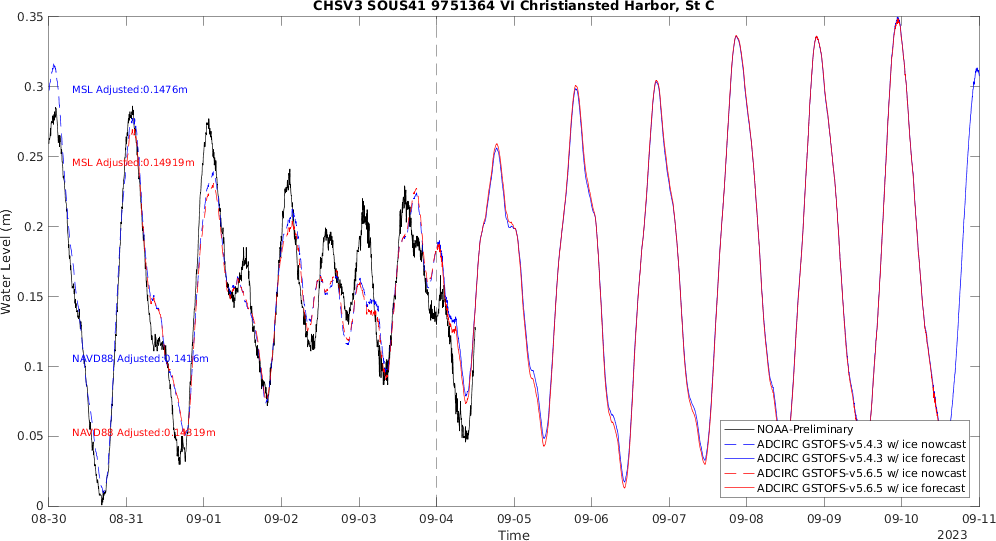 CHSV3 SOUS41 9751364 VI Christiansted Harbor, St C
0.35
0.3
0.25
0.2
0.15
0.1
0.05
0
Water Level (m)
MSL Adjusted:0.1476m
MSL Adjusted:0.14919m
NAVD88 Adjusted:0.1416m
NAVD88 Adjusted:0.14319m
NOAA-Preliminary
ADCIRC GSTOFS-v5.4.3 w/ ice nowcast
ADCIRC GSTOFS-v5.4.3 w/ ice forecast
ADCIRC GSTOFS-v5.6.5 w/ ice nowcast
ADCIRC GSTOFS-v5.6.5 w/ ice forecast
08-30 08-31 09-01 09-02 09-03 09-04 09-05 09-06 09-07 09-08 09-09 09-10 09-11
Time
2023